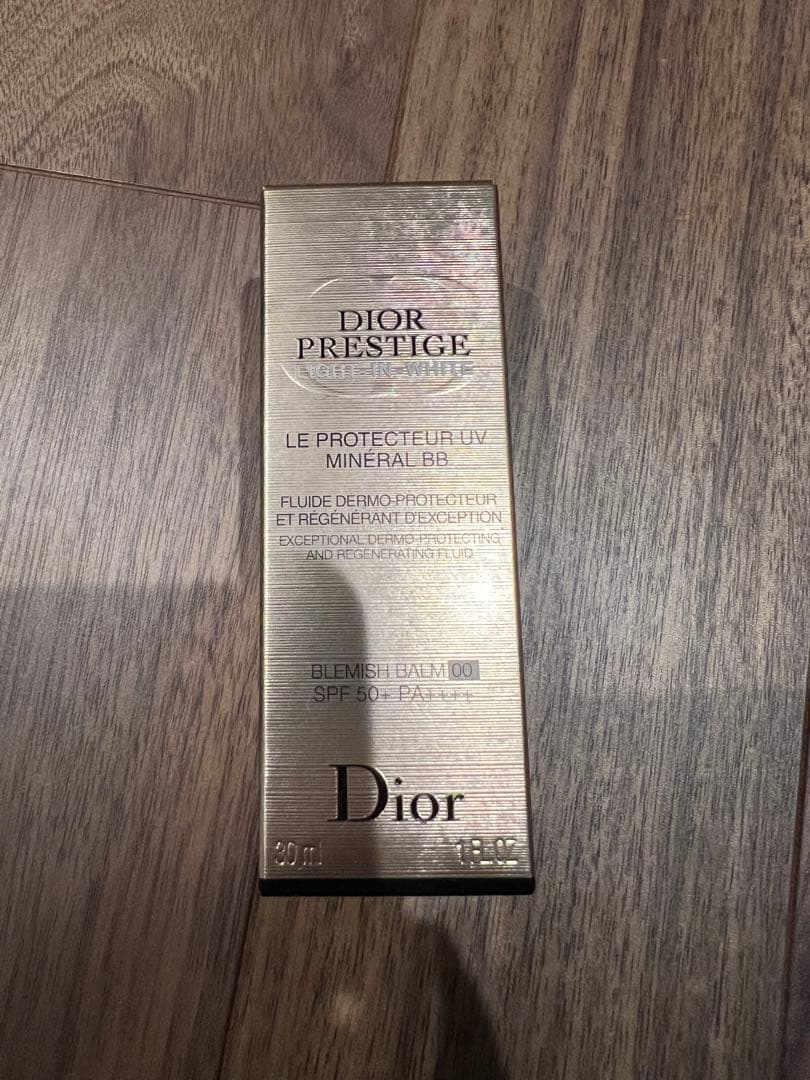 DIOR
PRESTIGE
LIGHT-IN-WHITE
LE PROTECTEUR UV
MINÉRAL BB
FLUIDE DERMO-PROTECTEUR
ET RÉGÉNÉRANT D'EXCEPTION
EXCEPTIONAL DERMO-PROTECTING
AND REGENERATING FLUID
BLEMISH BALM 00
SPF 50+ PA++++
Dior
30 ml 1 FL.OZ